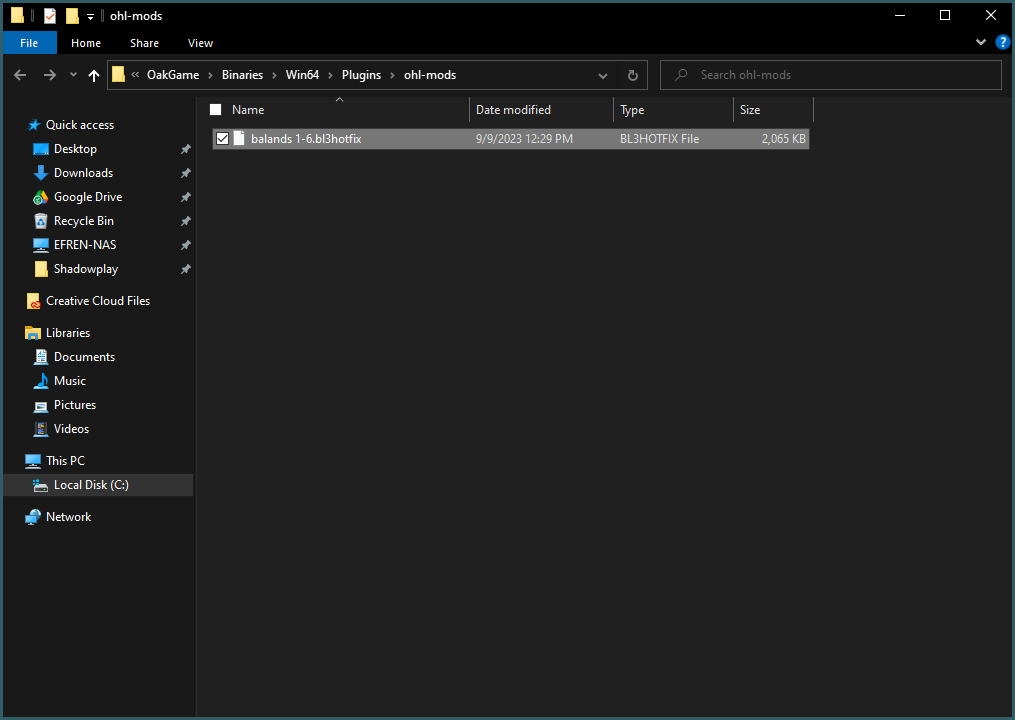 ohl-mods
File Home Share View
?
« OakGame > Binaries > Win64 > Plugins > ohl-mods
Search ohl-mods
Name Date modified Type Size
balands 1-6.bl3hotfix 9/9/2023 12:29 PM BL3HOTFIX File 2,065 KB
Quick access
Desktop
Downloads
Google Drive
Recycle Bin
EFREN-NAS
Shadowplay
Creative Cloud Files
Libraries
Documents
Music
Pictures
Videos
This PC
Local Disk (C:)
Network